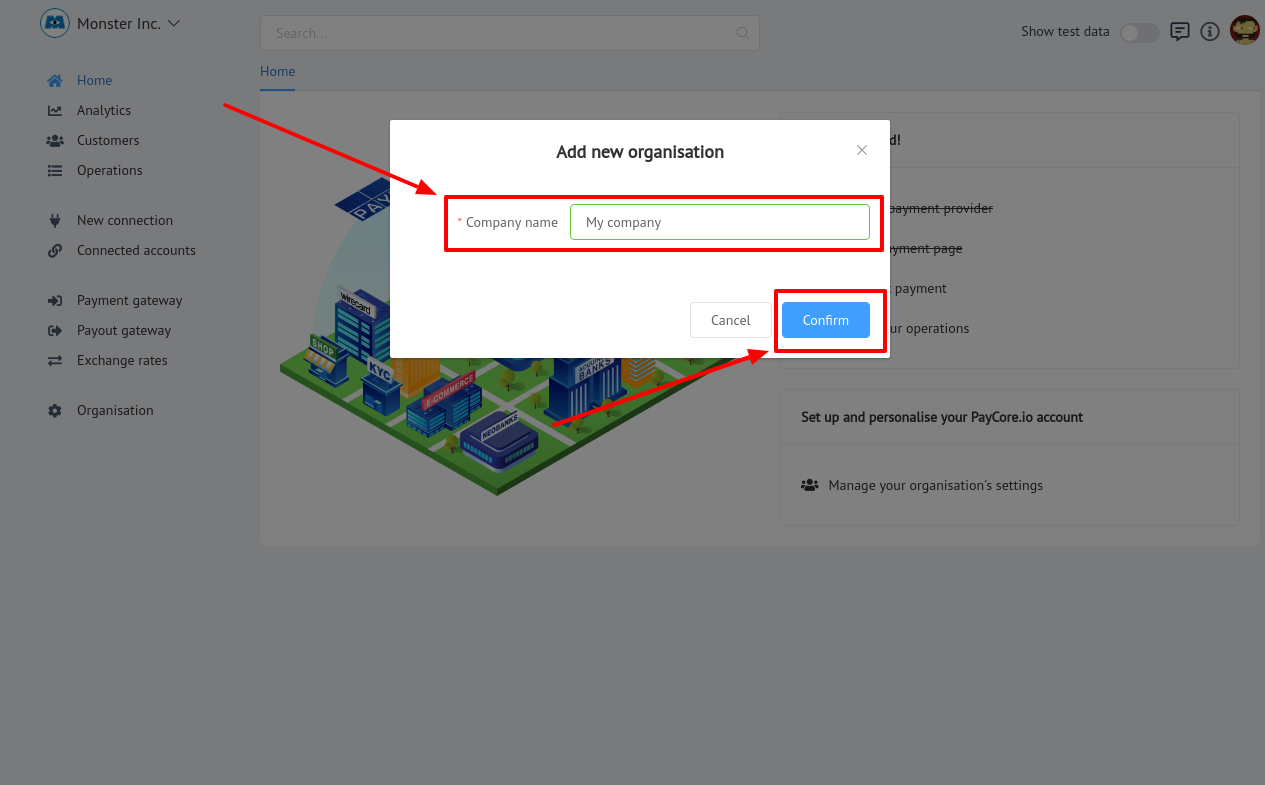 Monster Inc.
Search...
Show test data
Home
Analytics
Customers
Operations
New connection
Connected accounts
Payment gateway
Payout gateway
Exchange rates
Organisation
Home
Add new organisation
* Company name
My company
Cancel
Confirm
d!
payment provider
yment page
payment
ur operations
Set up and personalise your PayCore.io account
Manage your organisation's settings
PAY
wirecard
SHOP
KYC
E-COMMERCE
NEOBANKS
BANKS